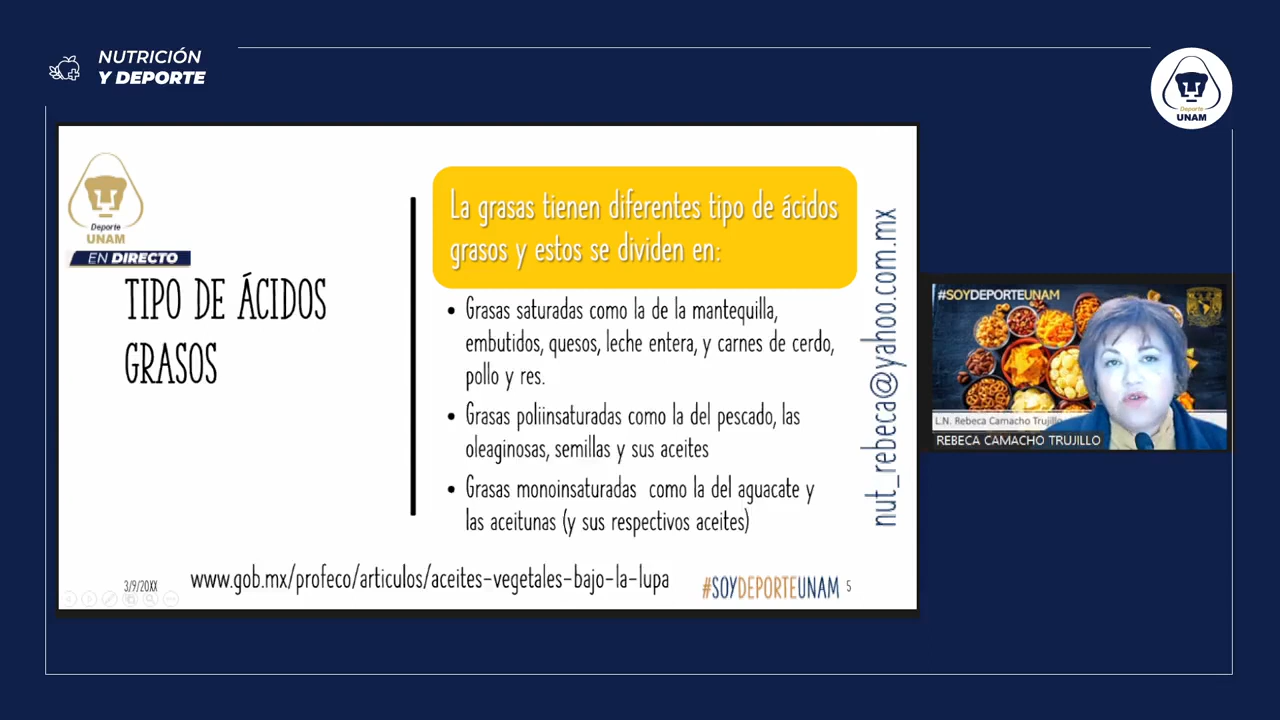 NUTRICIÓN
Y DEPORTE
Deporte
UNAM
Deporte
UNAM
EN DIRECTO
TIPO DE ÁCIDOS
GRASOS
La grasas tienen diferentes tipo de ácidos
grasos y estos se dividen en:
• Grasas saturadas como la de la mantequilla,
embutidos, quesos, leche entera, y carnes de cerdo,
pollo y res.
• Grasas poliinsaturadas como la del pescado, las
oleaginosas, semillas y sus aceites
• Grasas monoinsaturadas como la del aguacate y
las aceitunas (y sus respectivos aceites)
nut_rebeca@yahoo.com.mx
3/9/20XX
www.gob.mx/profeco/articulos/aceites-vegetales-bajo-la-lupa
#SOYDEPORTEUNAM
5
#SOYDEPORTEUNAM
L.N. Rebeca Camacho Trujillo
REBECA CAMACHO TRUJILLO